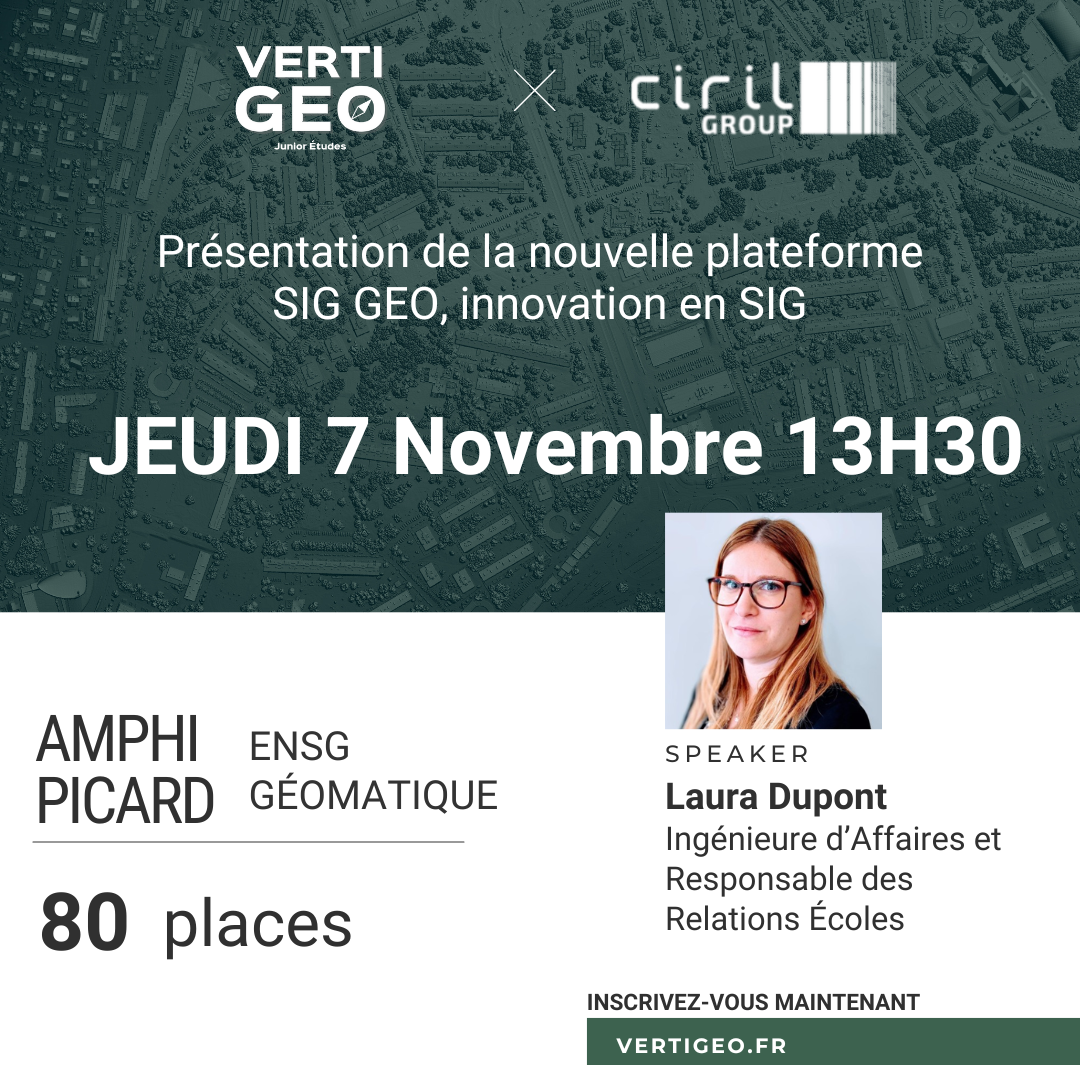 VERTI
GEO
Junior Études
ciril
GROUP
Présentation de la nouvelle plateforme
SIG GEO, innovation en SIG
JEUDI 7 Novembre 13H30
AMPHI
PICARD
ENSG
GÉOMATIQUE
80 places
SPEAKER
Laura Dupont
Ingénieure d’Affaires et
Responsable des
Relations Écoles
INSCRIVEZ-VOUS MAINTENANT
VERTIGEO.FR